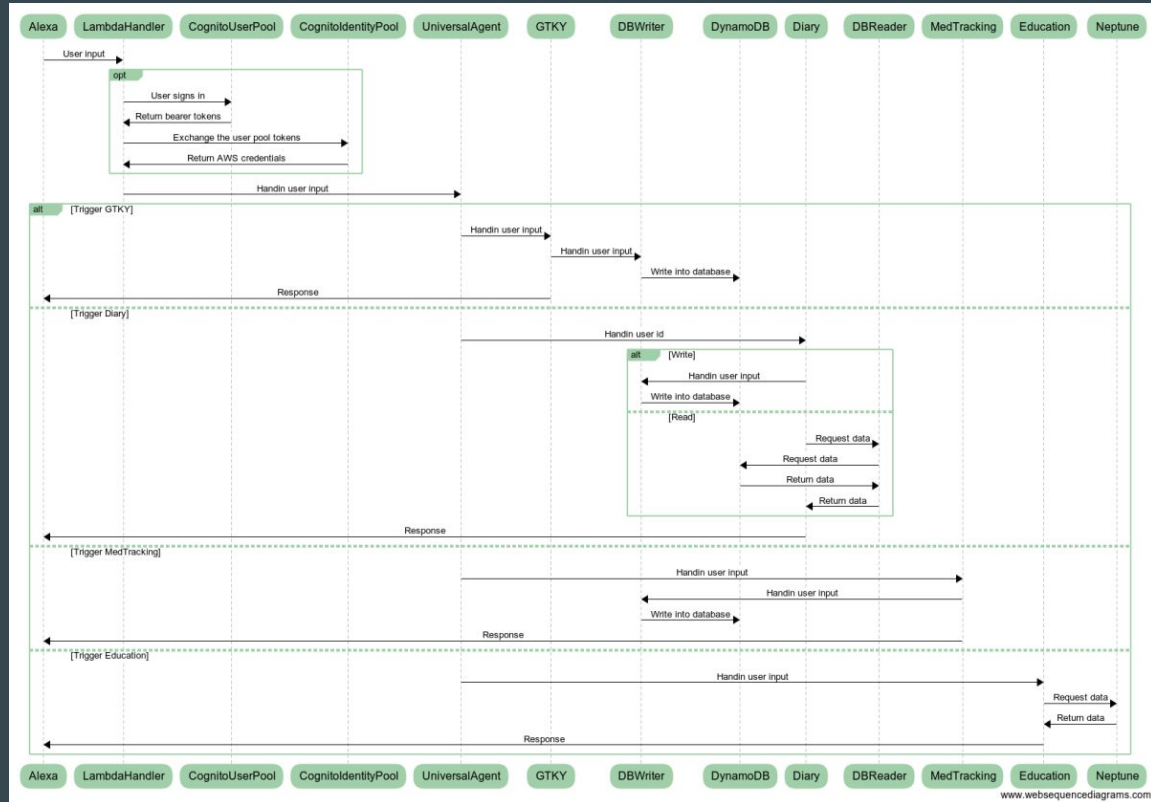 Alexa LambdaHandler CognitoUserPool CognitoIdentityPool UniversalAgent GTKY DBWriter DynamoDB Diary DBReader MedTracking Education Neptune
User input
opt
User signs in
Return bearer tokens
Exchange the user pool tokens
Return AWS credentials
Handin user input
alt [Trigger GTKY]
Handin user input
Handin user input
Write into database
Response
[Trigger Diary]
Handin user id
alt [Write]
Handin user input
Write into database
[Read]
Request data
Request data
Return data
Return data
Response
[Trigger MedTracking]
Handin user input
Handin user input
Write into database
Response
[Trigger Education]
Handin user input
Request data
Return data
Response
Alexa LambdaHandler CognitoUserPool CognitoIdentityPool UniversalAgent GTKY DBWriter DynamoDB Diary DBReader MedTracking Education Neptune
www.websequencediagrams.com